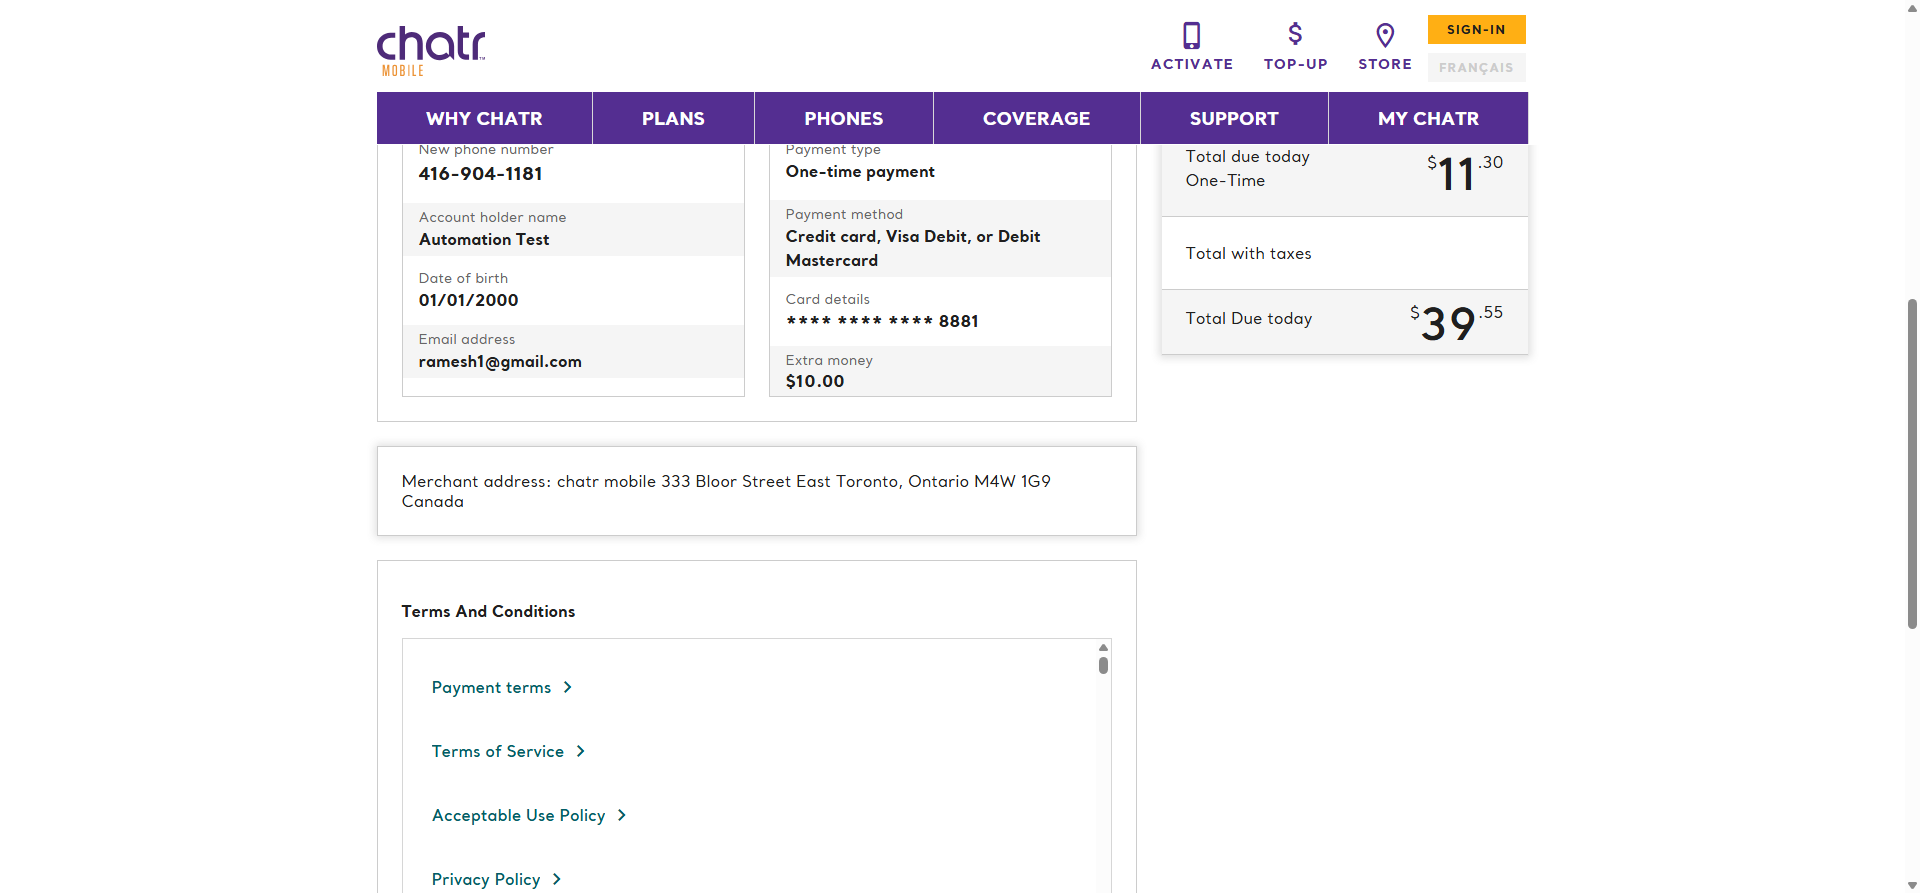 chatr
MOBILE
ACTIVATE
TOP-UP
STORE
SIGN-IN
FRANÇAIS
WHY CHATR
PLANS
PHONES
COVERAGE
SUPPORT
MY CHATR
New phone number
416-904-1181
Account holder name
Automation Test
Date of birth
01/01/2000
Email address
ramesh1@gmail.com
Payment type
One-time payment
Payment method
Credit card, Visa Debit, or Debit
Mastercard
Card details
**** **** **** 8881
Extra money
$10.00
Total due today
One-Time
$11.30
Total with taxes
Total Due today
$39.55
Merchant address: chatr mobile 333 Bloor Street East Toronto, Ontario M4W 1G9
Canada
Terms And Conditions
Payment terms
Terms of Service
Acceptable Use Policy
Privacy Policy